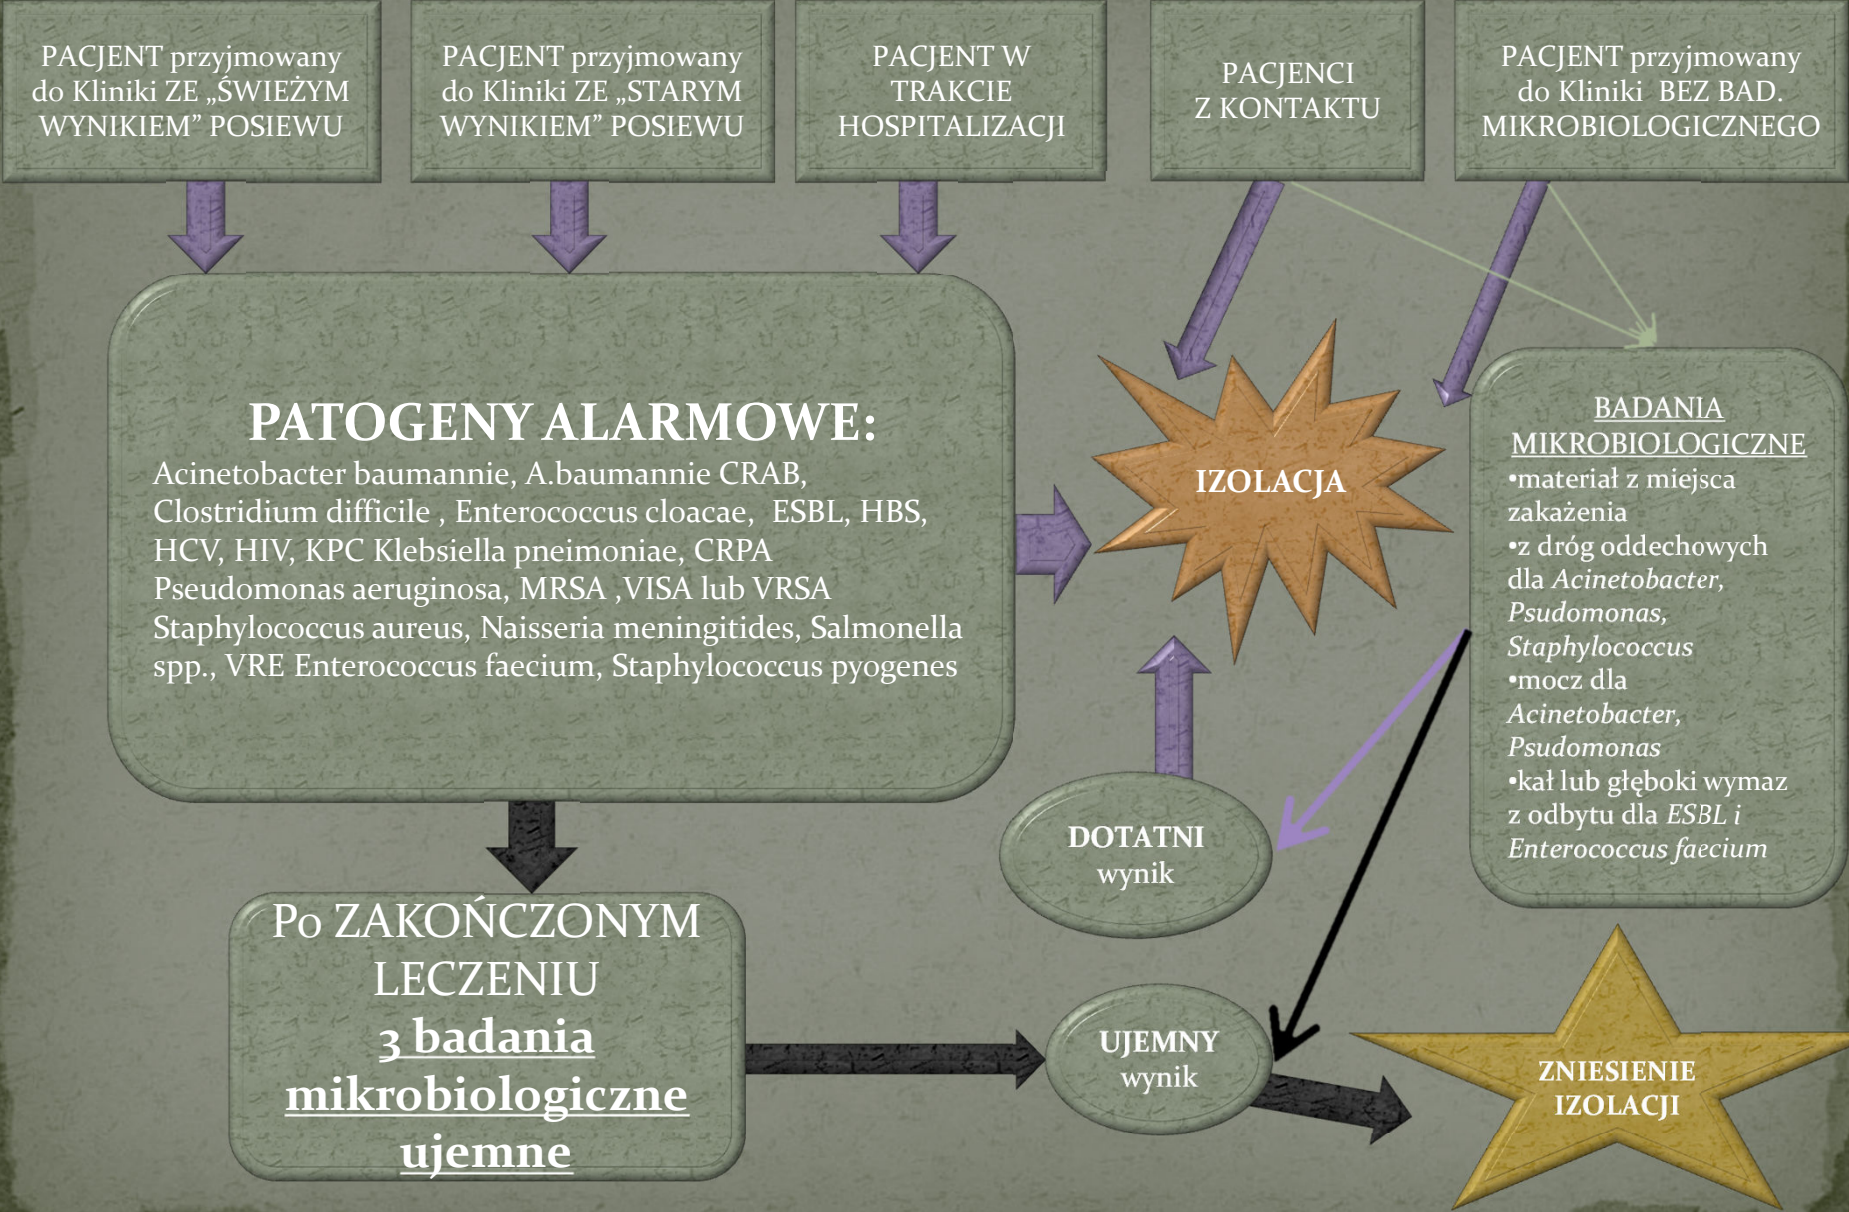 PACJENT przyjmowany
do Kliniki ZE „ŚWIEŻYM
WYNIKIEM” POSIEWU
PACJENT przyjmowany
do Kliniki ZE „STARYM
WYNIKIEM” POSIEWU
PACJENT W
TRAKCIE
HOSPITALIZACJI
PACJENCI
Z KONTAKTU
PACJENT przyjmowany
do Kliniki BEZ BAD.
MIKROBIOLOGICZNEGO
PATOGENY ALARMOWE:
Acinetobacter baumannie, A.baumannie CRAB,
Clostridium difficile , Enterococcus cloacae, ESBL, HBS,
HCV, HIV, KPC Klebsiella pneimoniae, CRPA
Pseudomonas aeruginosa, MRSA ,VISA lub VRSA
Staphylococcus aureus, Naisseria meningitides, Salmonella
spp., VRE Enterococcus faecium, Staphylococcus pyogenes
IZOLACJA
BADANIA
MIKROBIOLOGICZNE
•materiał z miejsca
zakażenia
•z dróg oddechowych
dla Acinetobacter,
Psudomonas,
Staphylococcus
•mocz dla
Acinetobacter,
Psudomonas
•kał lub głęboki wymaz
z odbytu dla ESBL i
Enterococcus faecium
DOTATNI
wynik
Po ZAKOŃCZONYM
LECZENIU
3 badania
mikrobiologiczne
ujemne
UJEMNY
wynik
ZNIESIENIE
IZOLACJI